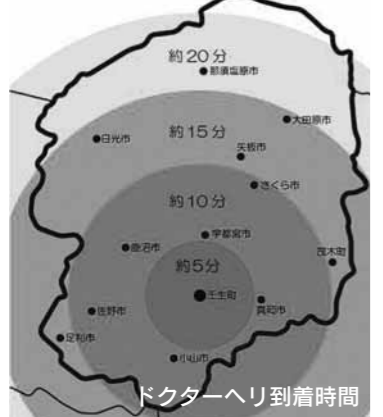 約20分
那須塩原市
大田原市
約15分
日光市
矢板市
さくら市
約10分
宇都宮市
鹿沼市
茂木町
約5分
壬生町
真岡市
佐野市
足利市
小山市
ドクターヘリ到着時間